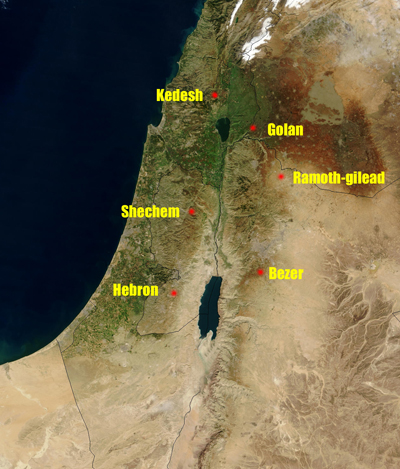 Kedesh
Golan
Ramoth-gilead
Shechem
Bezer
Hebron